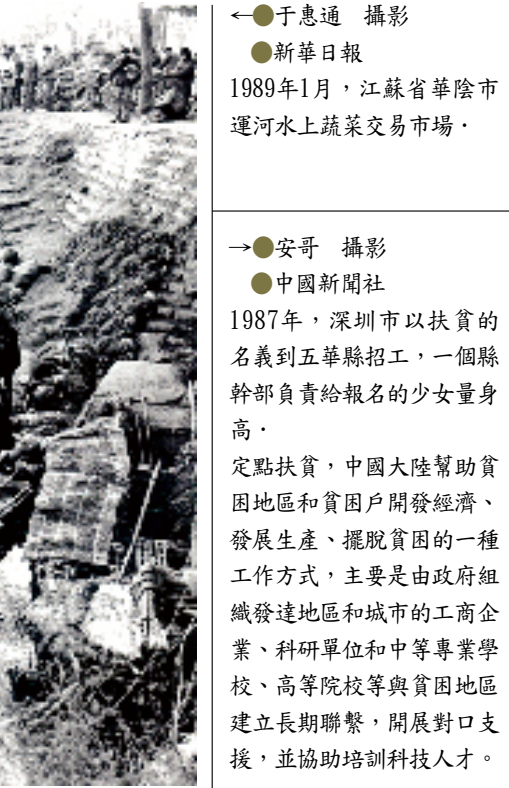 ←●于惠通　攝影
●新華日報
1989年1月，江蘇省華陰市
運河水上蔬菜交易市場．
→●安哥　攝影
●中國新聞社
1987年，深圳市以扶貧的
名義到五華縣招工，一個縣
幹部負責給報名的少女量身
高．
定點扶貧，中國大陸幫助貧
困地區和貧困戶開發經濟、
發展生產、擺脫貧困的一種
工作方式，主要是由政府組
織發達地區和城市的工商企
業、科研單位和中等專業學
校、高等院校等與貧困地區
建立長期聯繫，開展對口支
援，並協助培訓科技人才。